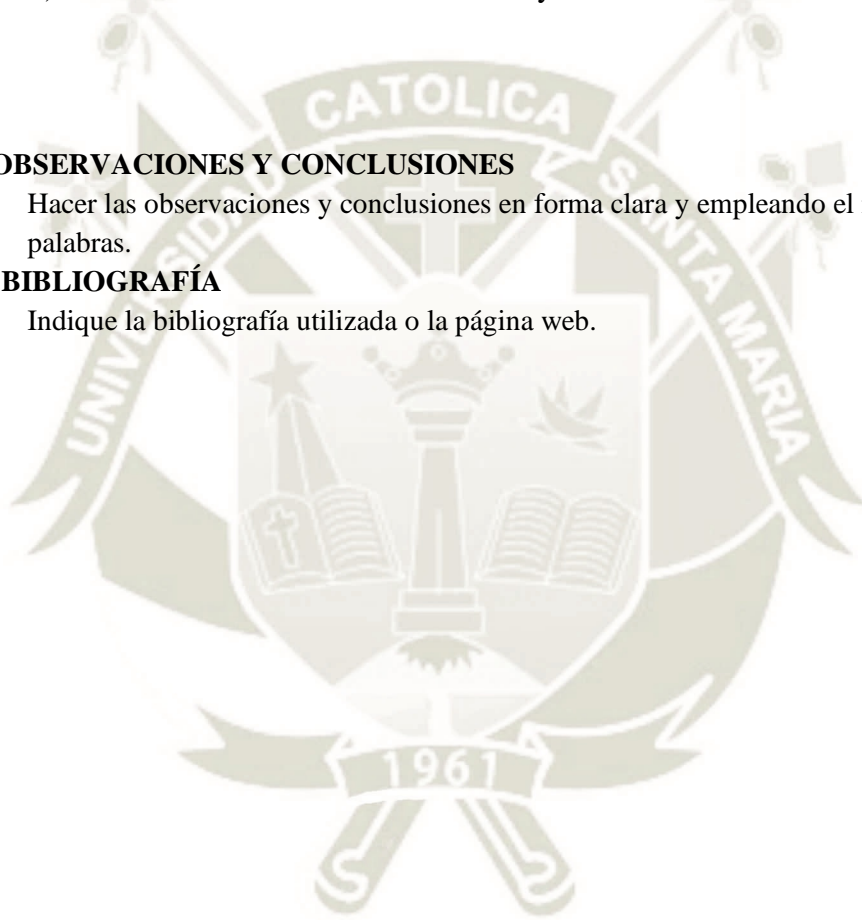 OBSERVACIONES Y CONCLUSIONES
Hacer las observaciones y conclusiones en forma clara y empleando el
palabras.
BIBLIOGRAFÍA
Indique la bibliografía utilizada o la página web.
UNIVERSIDAD CATOLICA SANTA MARIA
1961